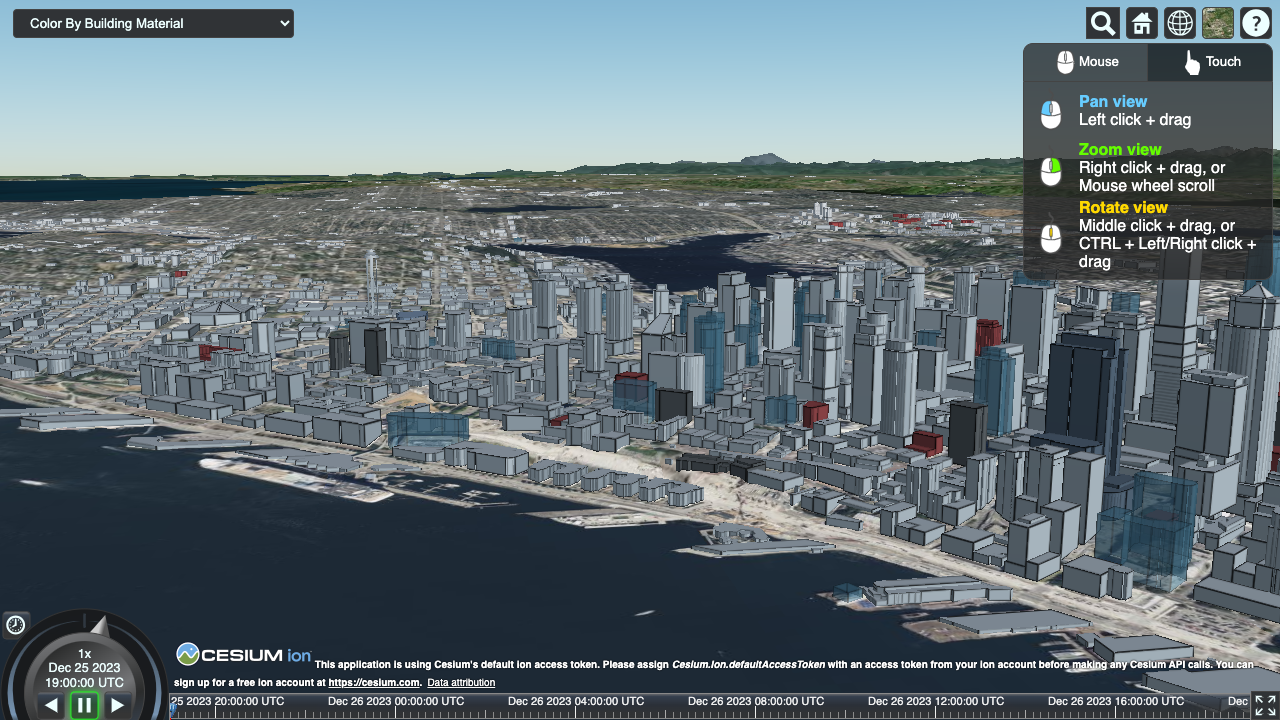 Color By Building Material
?
Mouse
Touch
Pan view
Left click + drag
Zoom view
Right click + drag, or
Mouse wheel scroll
Rotate view
Middle click + drag, or
CTRL + Left/Right click +
drag
1x
Dec 25 2023
19:00:00 UTC
CESIUM ion
This application is using Cesium's default ion access token. Please assign Cesium.Ion.defaultAccessToken with an access token from your ion account before making any Cesium API calls. You can
sign up for a free ion account at https://cesium.com. Data attribution
25 2023 20:00:00 UTC
Dec 26 2023 00:00:00 UTC
Dec 26 2023 04:00:00 UTC
Dec 26 2023 08:00:00 UTC
Dec 26 2023 12:00:00 UTC
Dec 26 2023 16:00:00 UTC
Dec